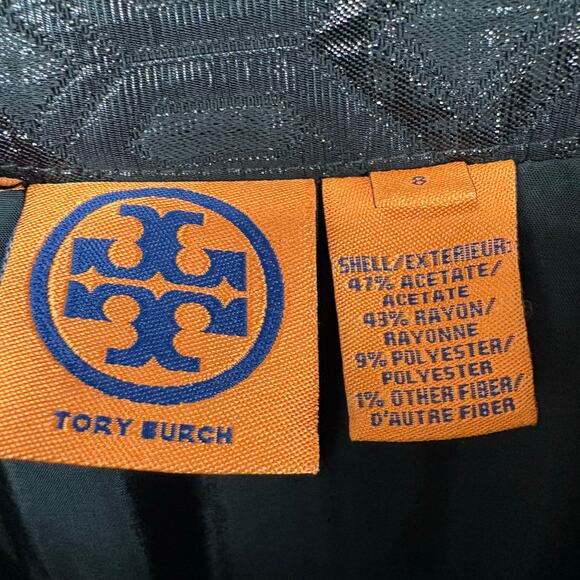 TORY BURCH
8
SHELL/EXTERIEUR:
47% ACETATE/
ACETATE
43% RAYON/
RAYONNE
9% POLYESTER/
POLYESTER
1% OTHER FIBER/
D'AUTRE FIBER